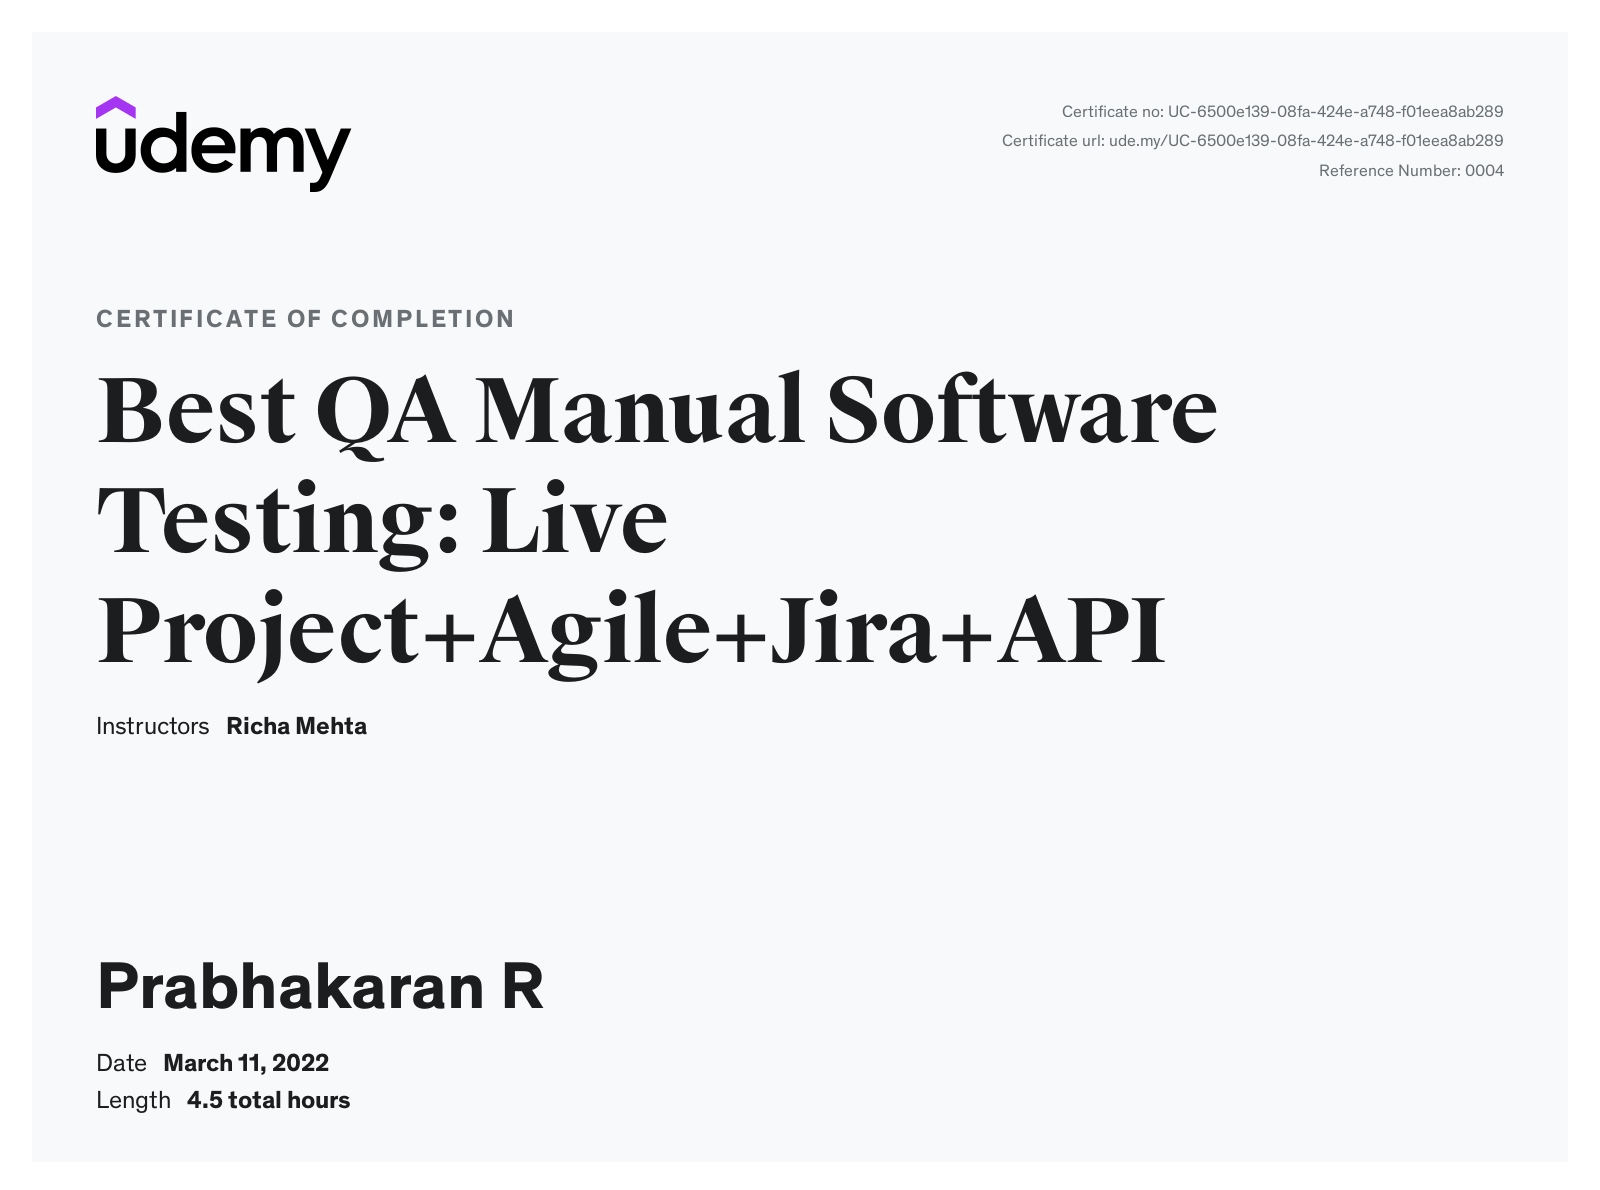 udemy
Certificate no: UC-6500e139-08fa-424e-a748-f01eea8ab289
Certificate url: ude.my/UC-6500e139-08fa-424e-a748-f01eea8ab289
Reference Number: 0004
CERTIFICATE OF COMPLETION
Best QA Manual Software
Testing: Live
Project+Agile+Jira+API
Instructors Richa Mehta
Prabhakaran R
Date March 11, 2022
Length 4.5 total hours